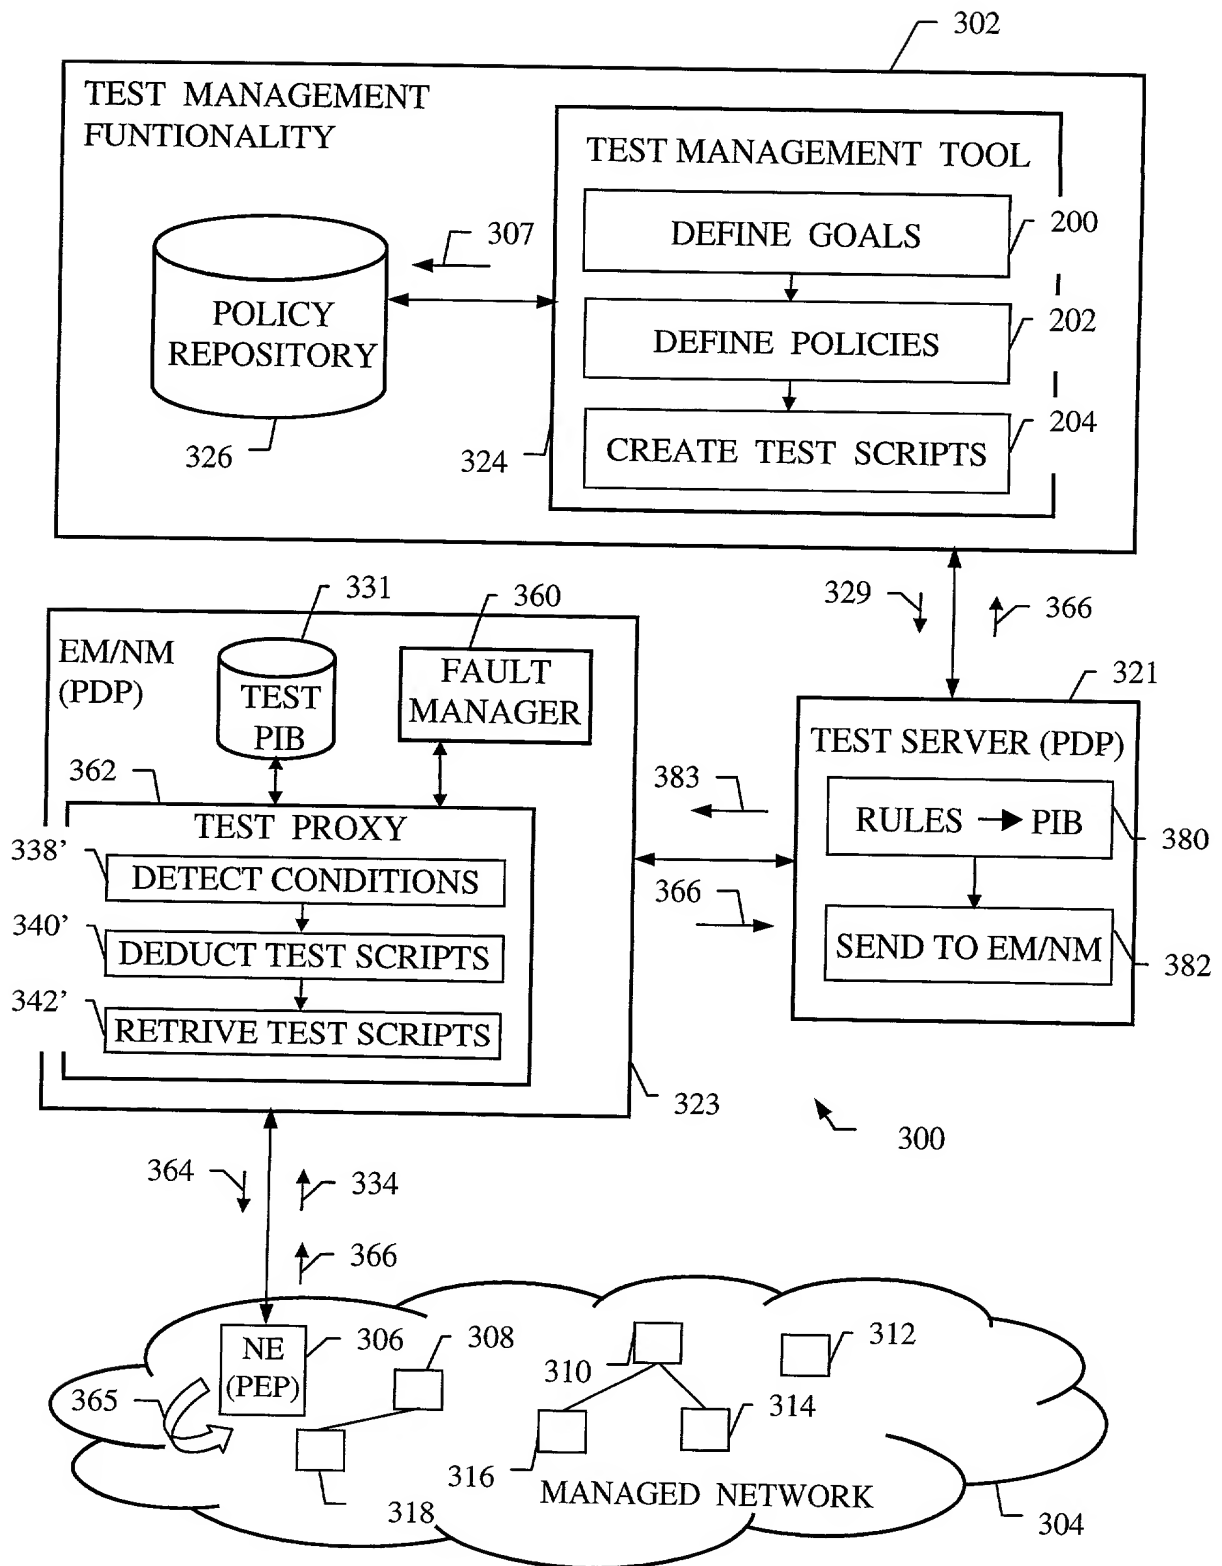 302
TEST MANAGEMENT
FUNTIONALITY
TEST MANAGEMENT TOOL
307
DEFINE GOALS
200
POLICY
REPOSITORY
DEFINE POLICIES
202
326
324
CREATE TEST SCRIPTS
204
331
360
329
366
EM/NM
(PDP)
TEST
PIB
FAULT
MANAGER
321
TEST SERVER (PDP)
362
383
TEST PROXY
RULES
PIB
380
338’
DETECT CONDITIONS
366
340’
DEDUCT TEST SCRIPTS
SEND TO EM/NM
382
342’
RETRIVE TEST SCRIPTS
323
300
364
334
366
NE
(PEP)
306
308
310
312
365
314
316
318
MANAGED NETWORK
304